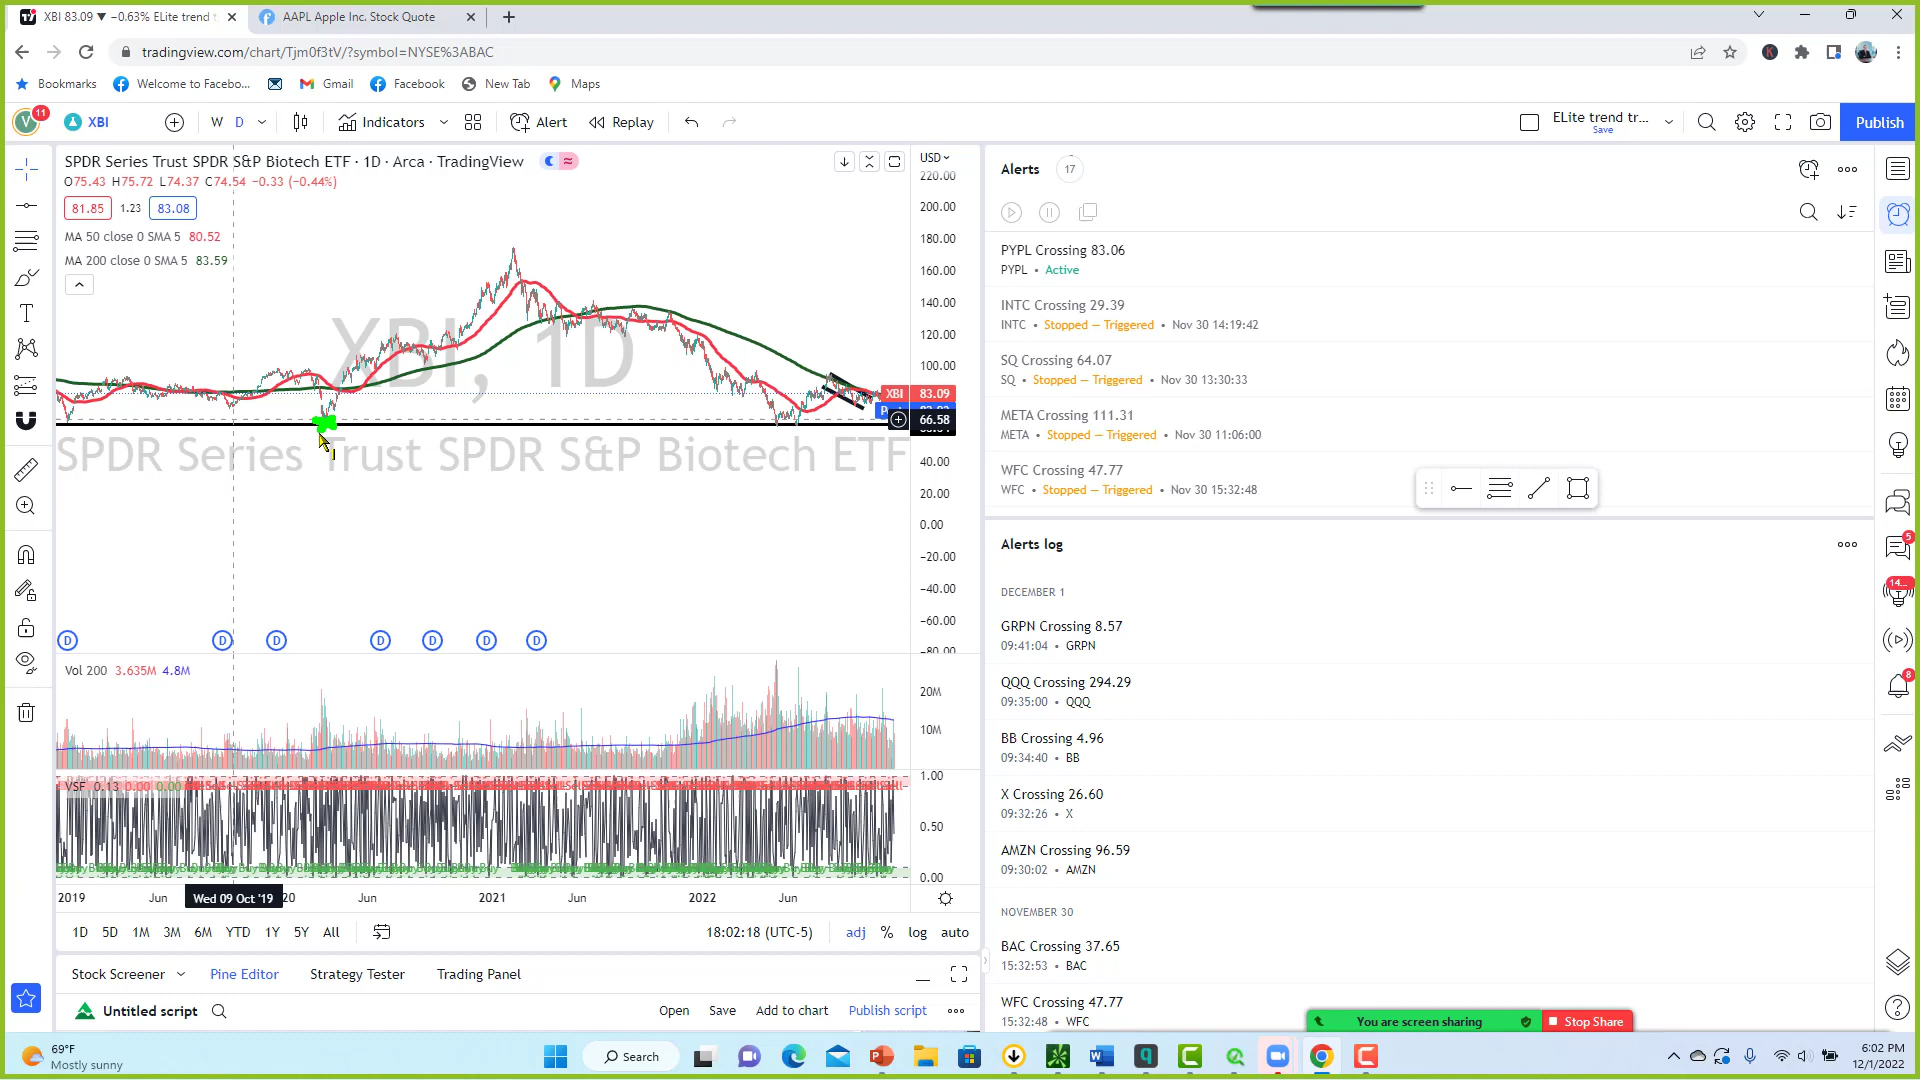 XBI 83.09 ▼ −0.63% ELite trend t
AAPL Apple Inc. Stock Quote
tradingview.com/chart/Tjm0f3tV/?symbol=NYSE%3ABAC
Bookmarks
Welcome to Facebo...
Gmail
Facebook
New Tab
Maps
V
11
XBI
W
D
Indicators
Alert
Replay
ELite trend tr...
Save
Publish
SPDR Series Trust SPDR S&P Biotech ETF · 1D · Arca · TradingView
O75.43 H75.72 L74.37 C74.54 −0.33 (−0.44%)
81.85
1.23
83.08
MA 50 close 0 SMA 5 80.52
MA 200 close 0 SMA 5 83.59
USD
220.00
200.00
180.00
160.00
140.00
120.00
100.00
XBI 83.09
66.58
40.00
20.00
0.00
−20.00
−40.00
−60.00
−80.00
XBI, 1D
SPDR Series Trust SPDR S&P Biotech ETF
D
D
D
D
D
D
D
Vol 200 3.635M 4.8M
20M
10M
VSF 0.13 0.00 0.00
1.00
0.50
0.00
2019
Jun
Wed 09 Oct '19
20
Jun
2021
Jun
2022
Jun
1D 5D 1M 3M 6M YTD 1Y 5Y All
18:02:18 (UTC-5)
adj % log auto
Stock Screener
Pine Editor
Strategy Tester
Trading Panel
Untitled script
Open
Save
Add to chart
Publish script
Alerts
17
PYPL Crossing 83.06
PYPL • Active
INTC Crossing 29.39
INTC • Stopped — Triggered • Nov 30 14:19:42
SQ Crossing 64.07
SQ • Stopped — Triggered • Nov 30 13:30:33
META Crossing 111.31
META • Stopped — Triggered • Nov 30 11:06:00
WFC Crossing 47.77
WFC • Stopped — Triggered • Nov 30 15:32:48
Alerts log
DECEMBER 1
GRPN Crossing 8.57
09:41:04 • GRPN
QQQ Crossing 294.29
09:35:00 • QQQ
BB Crossing 4.96
09:34:40 • BB
X Crossing 26.60
09:32:26 • X
AMZN Crossing 96.59
09:30:02 • AMZN
NOVEMBER 30
BAC Crossing 37.65
15:32:53 • BAC
WFC Crossing 47.77
15:32:48 • WFC
5
14...
8
You are screen sharing
Stop Share
69°F
Mostly sunny
Search
6:02 PM
12/1/2022